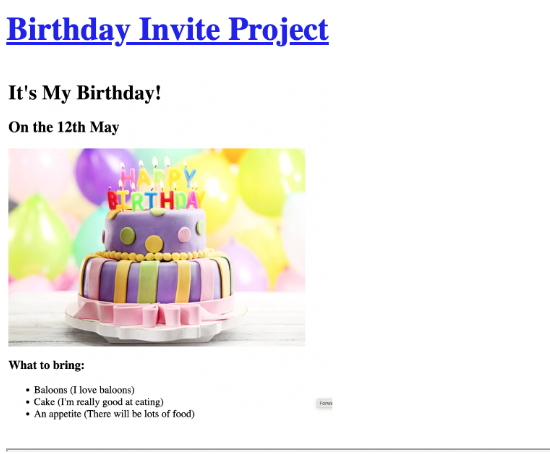 Birthday Invite Project
It's My Birthday!
On the 12th May
HAPPY
BIRTHDAY
What to bring:
• Baloons (I love baloons)
• Cake (I'm really good at eating)
• An appetite (There will be lots of food)